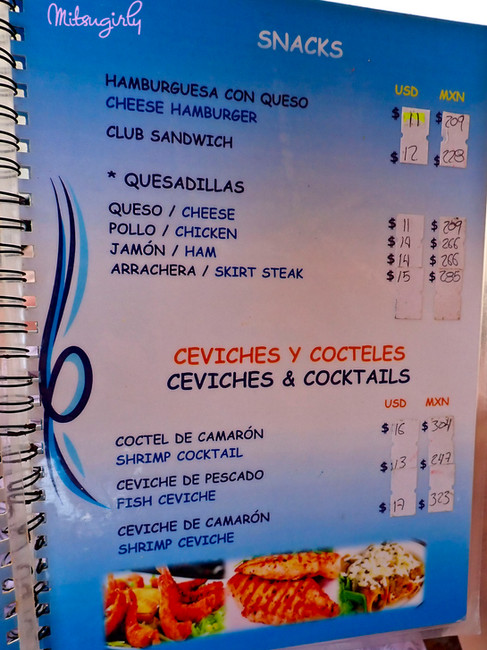 Mitsugirly
SNACKS
USD MXN
HAMBURGUESA CON QUESO
CHEESE HAMBURGER $ 11 $ 209
CLUB SANDWICH $ 12 $ 228
* QUESADILLAS
QUESO / CHEESE $ 11 $ 209
POLLO / CHICKEN $ 14 $ 266
JAMÓN / HAM $ 14 $ 266
ARRACHERA / SKIRT STEAK $ 15 $ 285
CEVICHES Y COCTELES
CEVICHES & COCKTAILS
USD MXN
COCTEL DE CAMARÓN $ 16 $ 304
SHRIMP COCKTAIL
CEVICHE DE PESCADO $ 13 $ 247
FISH CEVICHE
CEVICHE DE CAMARÓN $ 17 $ 323
SHRIMP CEVICHE